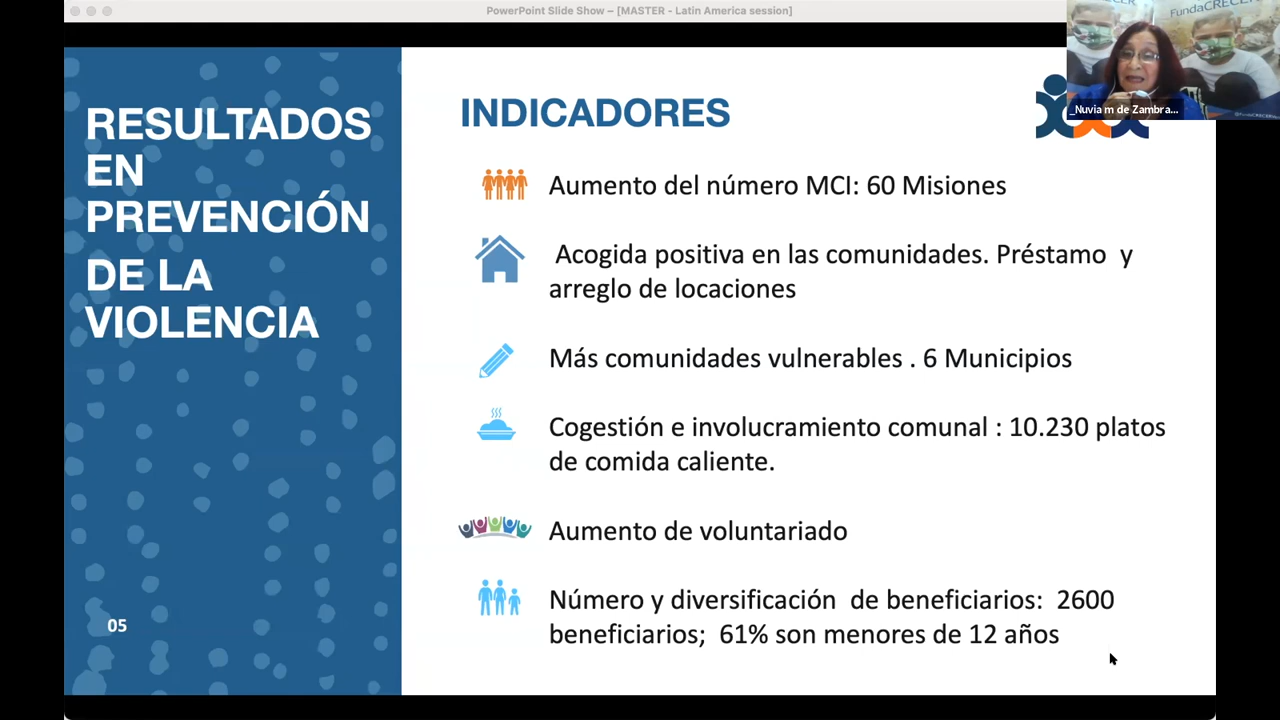 PowerPoint Slide Show – [MASTER - Latin America session]
FundaCRECER
_Nuvia m de Zambra...
RESULTADOS
EN
PREVENCIÓN
DE LA
VIOLENCIA
05
INDICADORES
Aumento del número MCI: 60 Misiones
Acogida positiva en las comunidades. Préstamo y
arreglo de locaciones
Más comunidades vulnerables . 6 Municipios
Cogestión e involucramiento comunal : 10.230 platos
de comida caliente.
Aumento de voluntariado
Número y diversificación de beneficiarios: 2600
beneficiarios; 61% son menores de 12 años